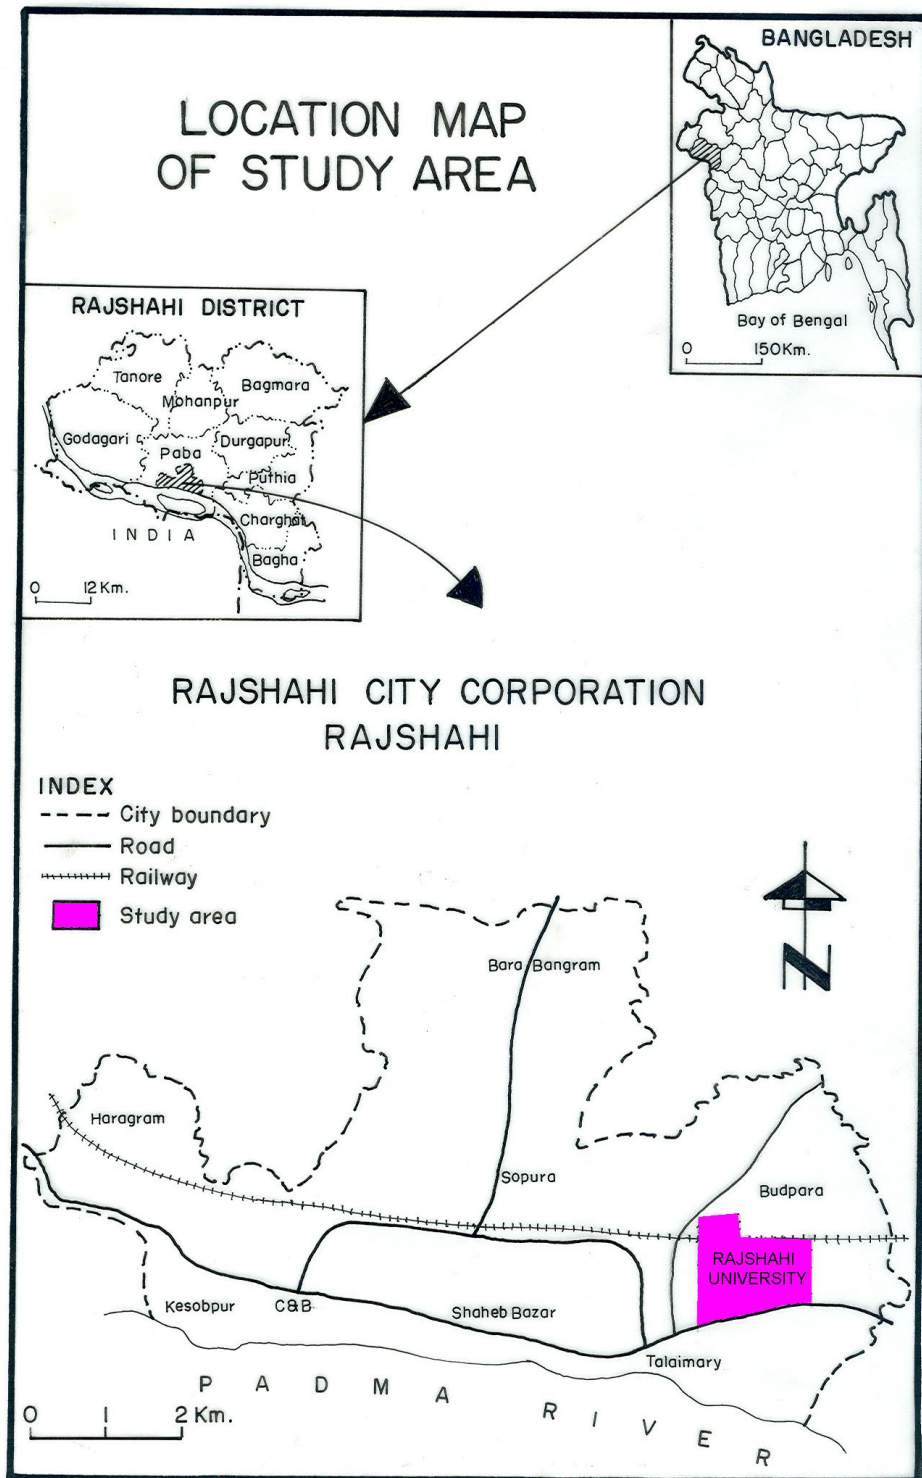 LOCATION MAP
OF STUDY AREA
BANGLADESH
Bay of Bengal
0 150Km.
RAJSHAHI DISTRICT
Tanore
Mohanpur
Bagmara
Godagari
Paba
Durgapur
Puthia
Charghat
INDIA
Bagha
0 12Km.
RAJSHAHI CITY CORPORATION
RAJSHAHI
INDEX
City boundary
Road
Railway
Study area
N
Bara Bangram
Haragram
Sopura
Budpara
RAJSHAHI
UNIVERSITY
Kesobpur
C&B
Shaheb Bazar
Talaimary
PADMA RIVER
0 1 2 Km.